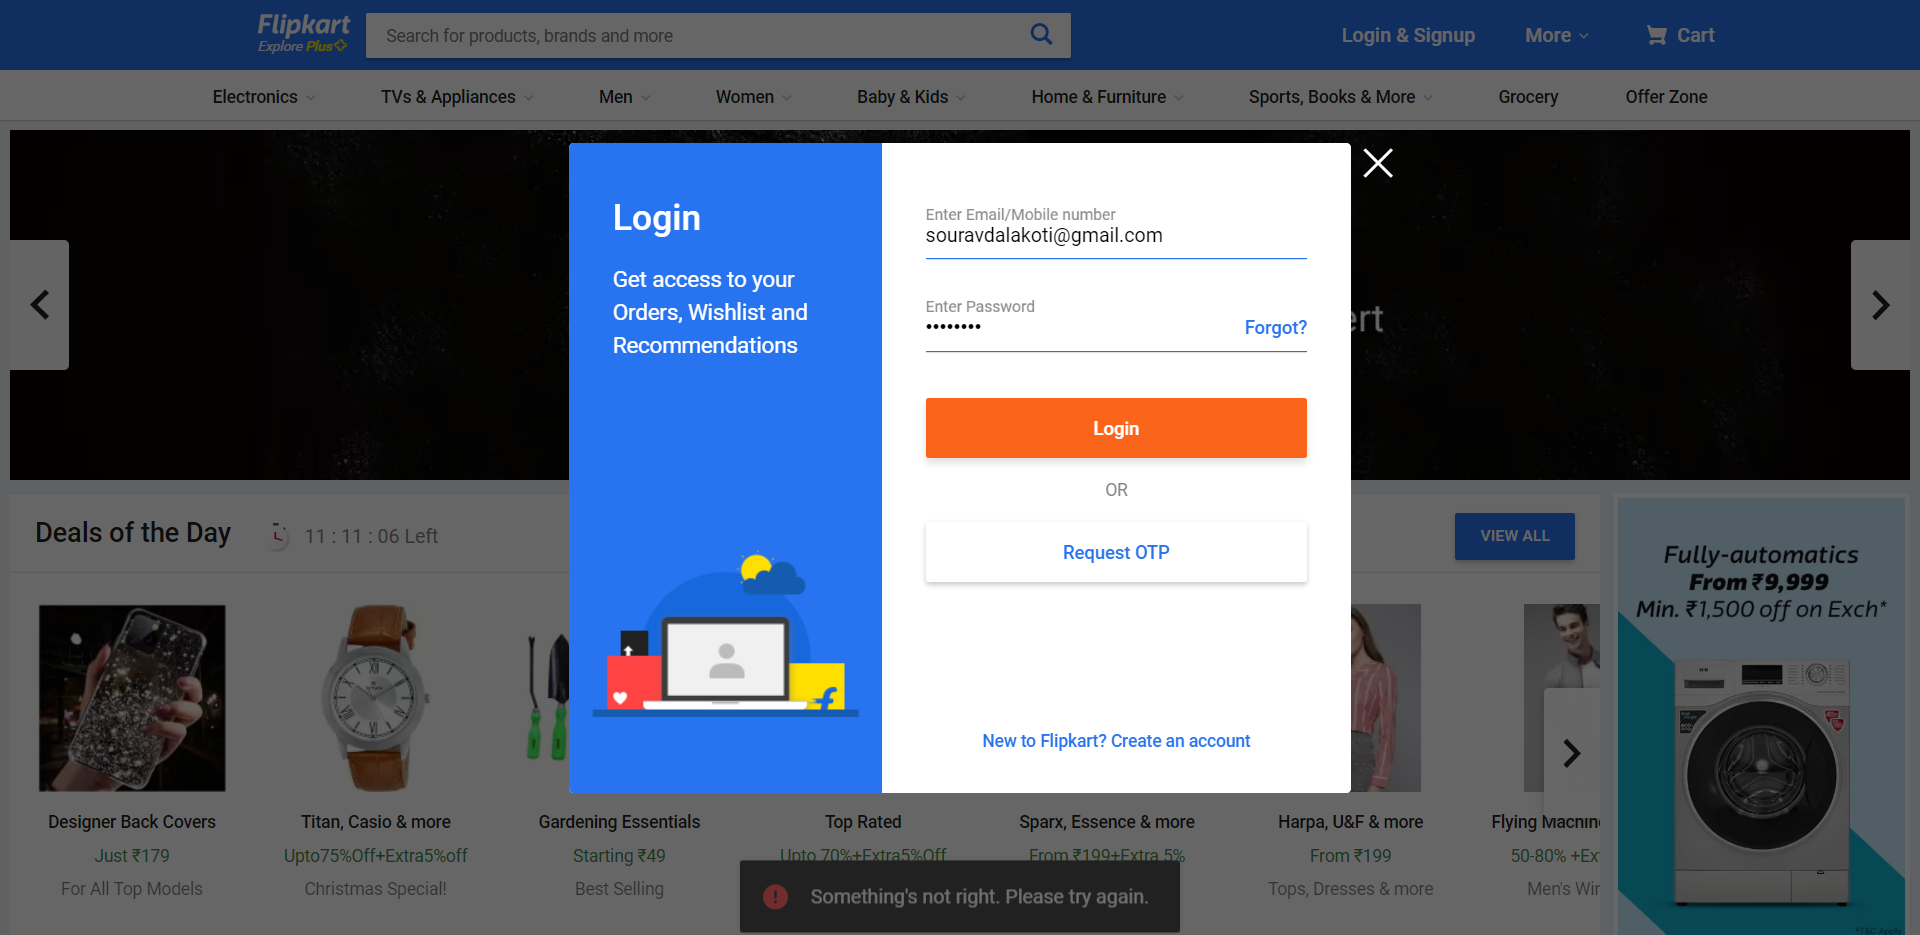 Flipkart
Explore Plus
Search for products, brands and more
Login & Signup
More
Cart
Electronics
TVs & Appliances
Men
Women
Baby & Kids
Home & Furniture
Sports, Books & More
Grocery
Offer Zone
Login
Get access to your
Orders, Wishlist and
Recommendations
Enter Email/Mobile number
souravdalakoti@gmail.com
Enter Password
Forgot?
Login
OR
Request OTP
New to Flipkart? Create an account
Deals of the Day
11 : 11 : 06 Left
VIEW ALL
Fully-automatics
From ₹9,999
Min. ₹1,500 off on Exch*
Designer Back Covers
Just ₹179
For All Top Models
Titan, Casio & more
Upto75%Off+Extra5%off
Christmas Special!
Gardening Essentials
Starting ₹49
Best Selling
Top Rated
Upto 70%+Extra5%Off
Sparx, Essence & more
From ₹199+Extra 5%
Harpa, U&F & more
From ₹199
Tops, Dresses & more
Flying
50-80%
Men's
Something's not right. Please try again.
*T&C Apply